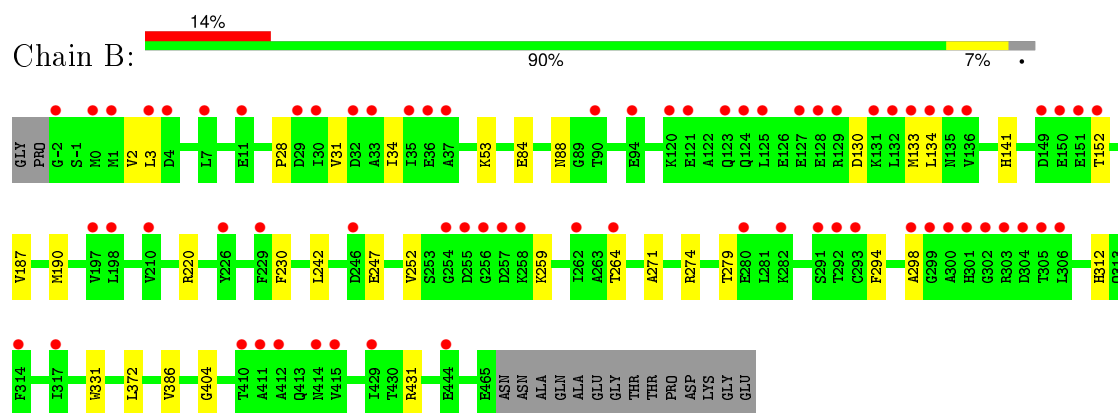 14%
Chain B:
90% 7% •
GLY PRO G-2 S-1 M0 M1 V2 L3 D4 L7 E11 P28 D29 I30 V31 D32 A33 I34 I35 E36 A37 K53 E84 N88 G89 T90 E94 K120 E121 A122 Q123 Q124 L125 E126 E127 E128 R129 D130 K131 L132 M133 L134 N135 V136 H141 D149 E150 E151 T152
V187 M190 V197 L198 V210 R220 Y226 F229 F230 L242 D246 E247 V252 S253 G254 D255 G256 D257 K258 K259 I262 A263 T264 A271 R274 T279 E280 L281 K282 S291 T292 C293 F294 A298 G299 A300 H301 G302 R303 D304 T305 L306 H312 G313
F314 I317 W331 L372 V386 G404 T410 A411 A412 Q413 N414 V415 I429 T430 R431 E444 E465 ASN ASN ALA GLN ALA GLU GLY THR THR PRO ASP LYS GLY GLU